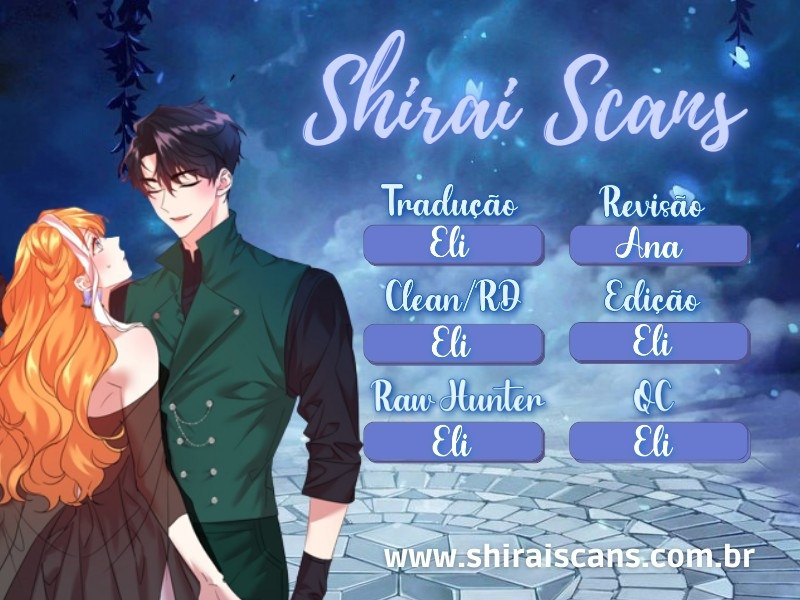 Shirai Scans
Tradução
Eli
Revisão
Ana
Clean/RD
Eli
Edição
Eli
Raw Hunter
Eli
QC
Eli
www.shiraiscans.com.br